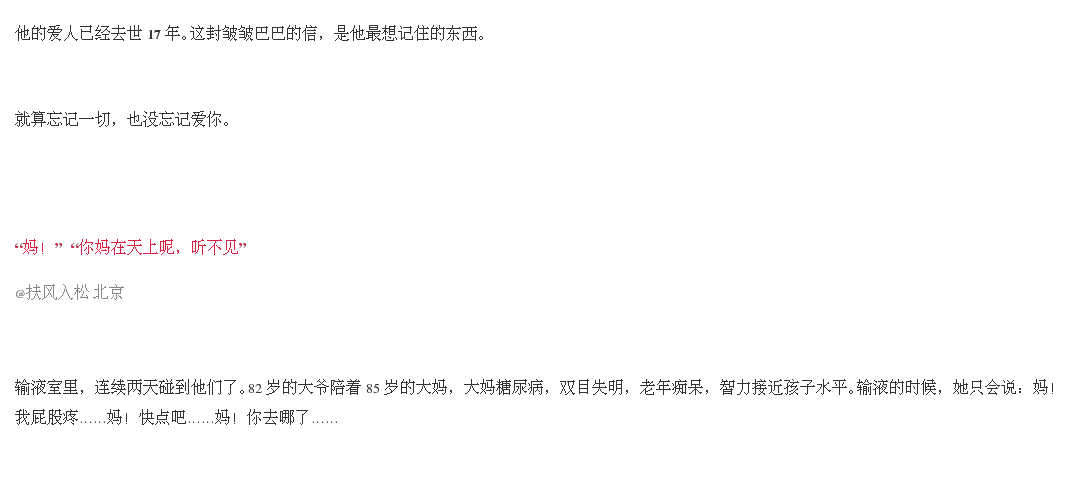 他的爱人已经去世 17 年。这封皱皱巴巴的信，是他最想记住的东西。
就算忘记一切，也没忘记爱你。
“妈！” “你妈在天上呢，听不见”
@扶风入松 北京
输液室里，连续两天碰到他们了。82 岁的大爷陪着 85 岁的大妈，大妈糖尿病，双目失明，老年痴呆，智力接近孩子水平。输液的时候，她只会说：妈！
我屁股疼……妈！快点吧……妈！你去哪了……